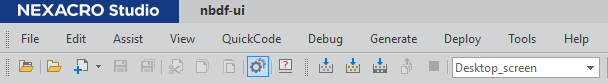 NEXACRO Studio nbdf-ui
File Edit Assist View QuickCode Debug Generate Deploy Tools Help
Desktop_screen